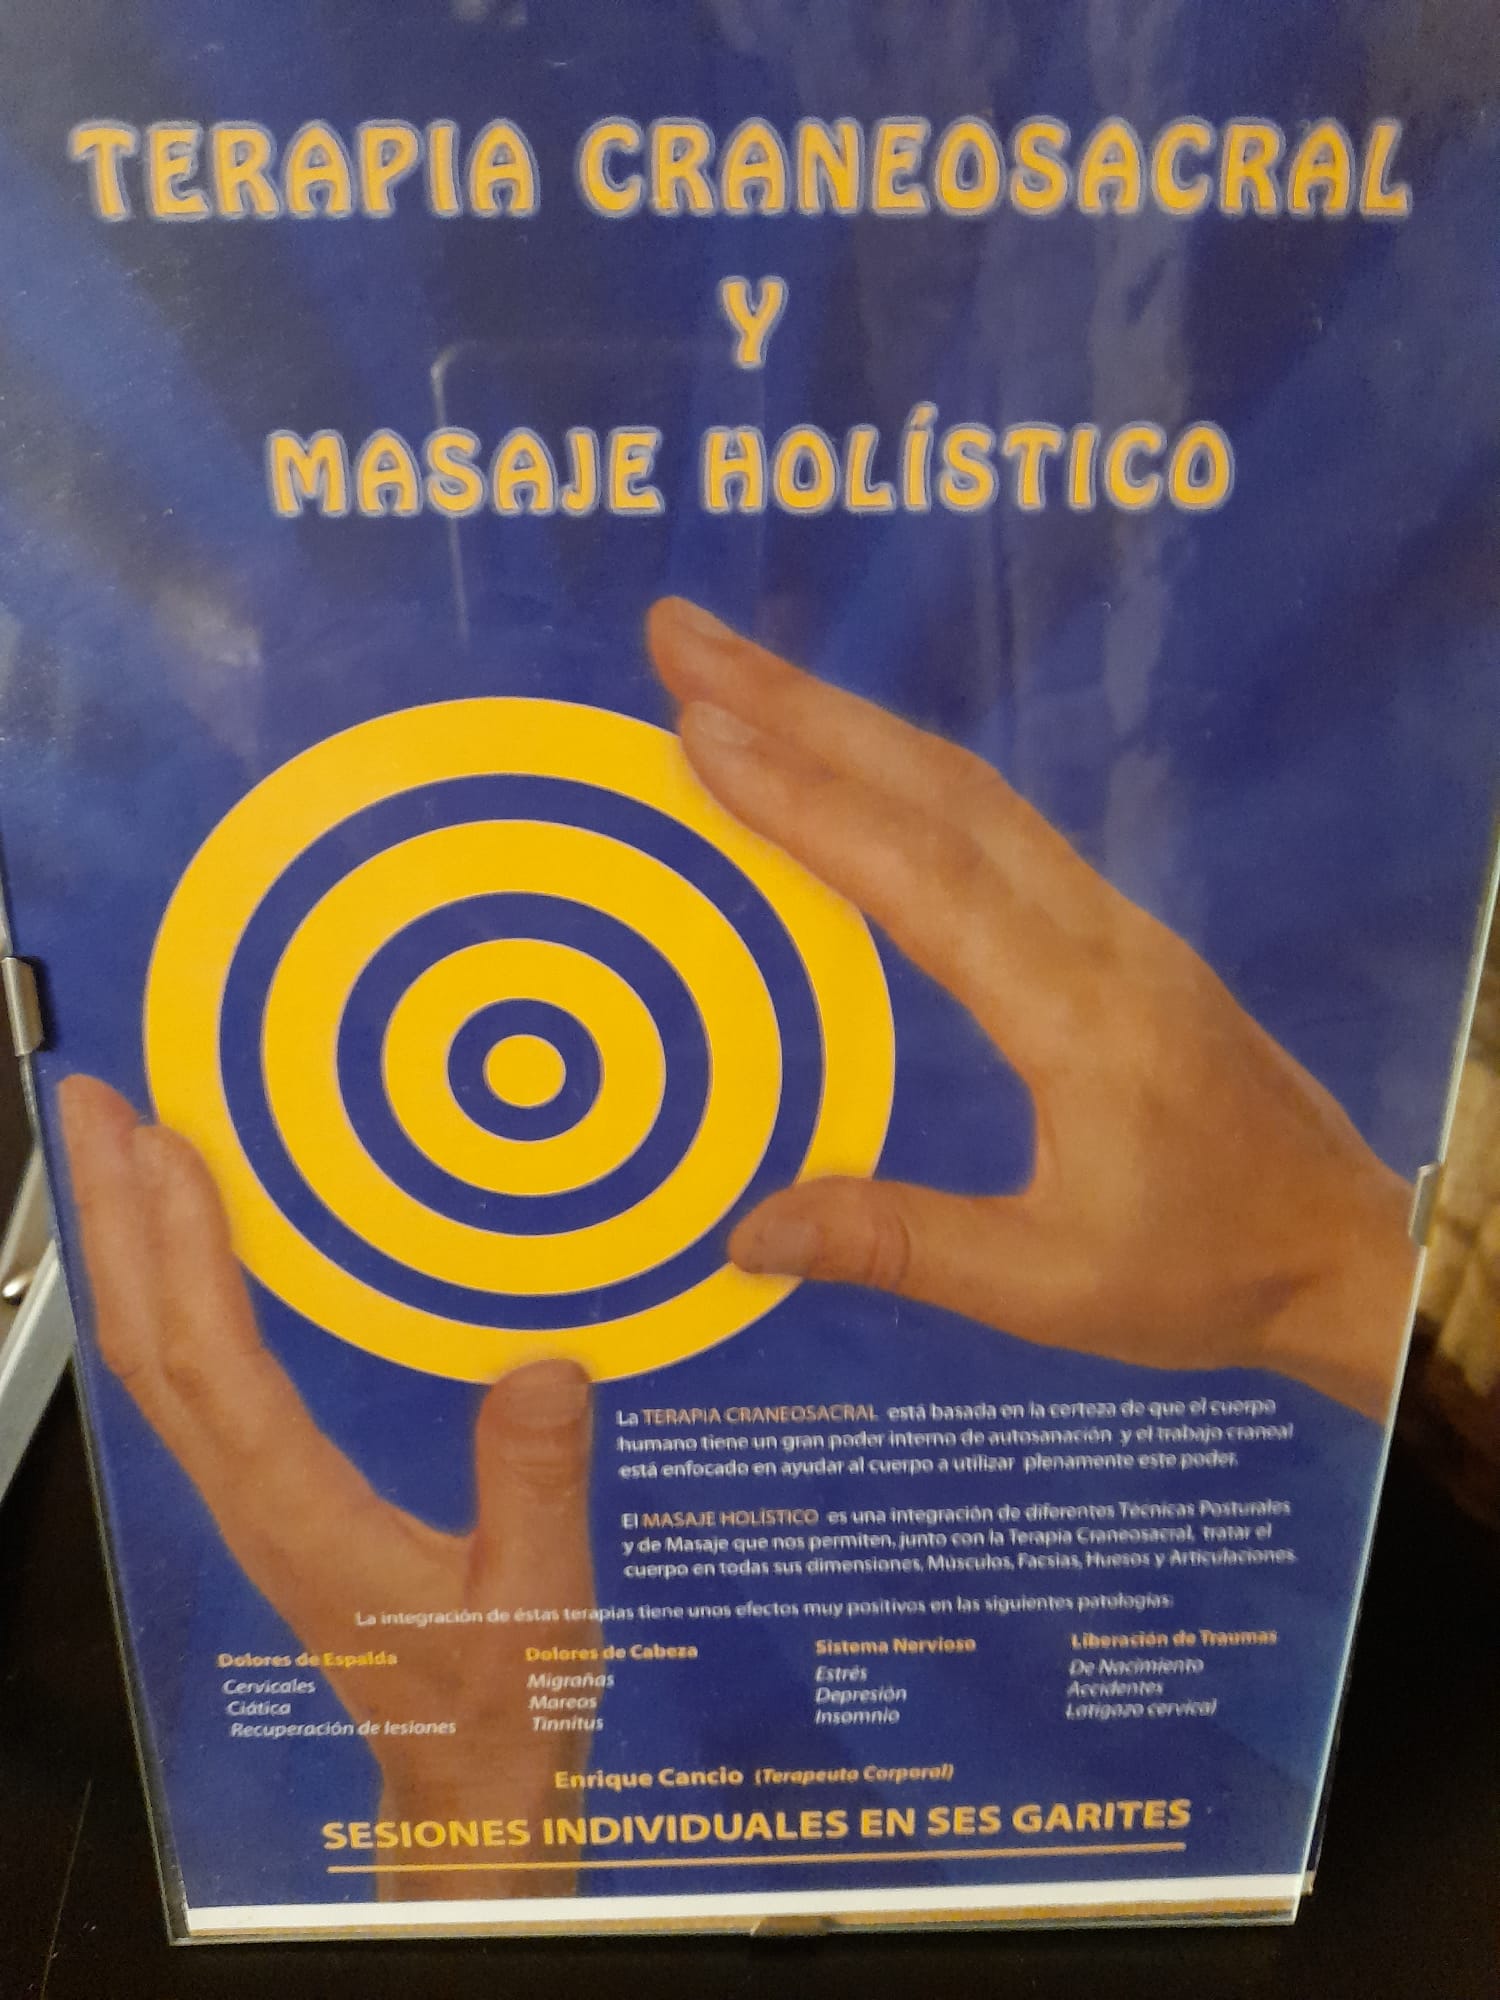 TERAPIA CRANEOSACRAL
Y
MASAJE HOLÍSTICO
La TERAPIA CRANEOSACRAL está basada en la certeza de que el cuerpo
humano tiene un gran poder interno de autosanación y el trabajo craneal
está enfocado en ayudar al cuerpo a utilizar plenamente este poder.
El MASAJE HOLÍSTICO es una integración de diferentes Técnicas Posturales
y de Masaje que nos permiten, junto con la Terapia Craneosacral, tratar el
cuerpo en todas sus dimensiones, Músculos, Facsias, Huesos y Articulaciones.
La integración de éstas terapias tiene unos efectos muy positivos en las siguientes patologías:
Dolores de Espalda
Cervicales
Ciática
Recuperación de lesiones
Dolores de Cabeza
Migrañas
Mareos
Tinnitus
Sistema Nervioso
Estrés
Depresión
Insomnio
Liberación de Traumas
De Nacimiento
Accidentes
Latigazo cervical
Enrique Cancio (Terapeuta Corporal)
SESIONES INDIVIDUALES EN SES GARITES